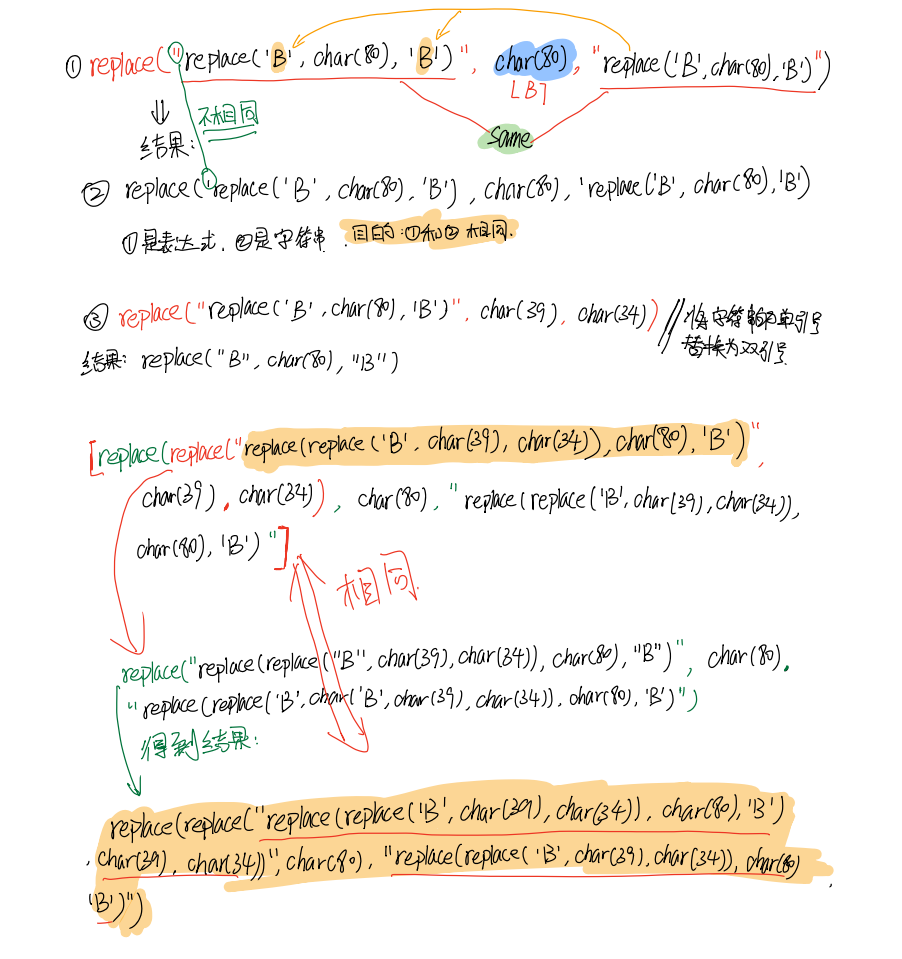 ① replace("replace('B', char(80), 'B')", char(80), "replace('B', char(80), 'B')")
[B]
不相同
same
结果:
② replace('replace('B', char(80), 'B'), char(80), 'replace('B', char(80), 'B')
①是表达式, ②是字符串. 目的:①和② 相同.
③ replace("replace('B', char(80), 'B')", char(39), char(34)) // 将字符串的单引号
替换为双引号
结果: replace("B", char(80), "B")
[replace(replace("replace(replace('B', char(39), char(34)), char(80), 'B')",
char(39), char(34)), char(80), "replace(replace('B', char(39), char(34)),
char(80), 'B')"]
相同.
replace("replace(replace("B", char(39), char(34)), char(80), "B")", char(80),
"replace(replace('B', char('B', char(39), char(34)), char(80), 'B')")
得到结果:
replace(replace("replace(replace('B', char(39), char(34)), char(80), 'B')
, char(39), char(34))", char(80), "replace(replace('B', char(39), char(34)), char(80)
,
'B')")